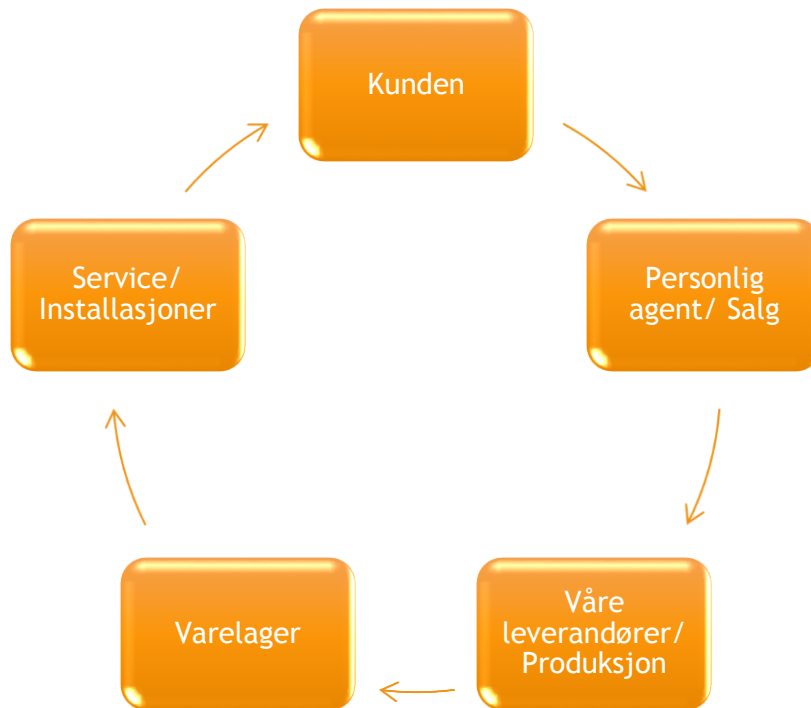 Kunden
Personlig
agent/ Salg
Våre
leverandører/
Produksjon
Varelager
Service/
Installasjoner